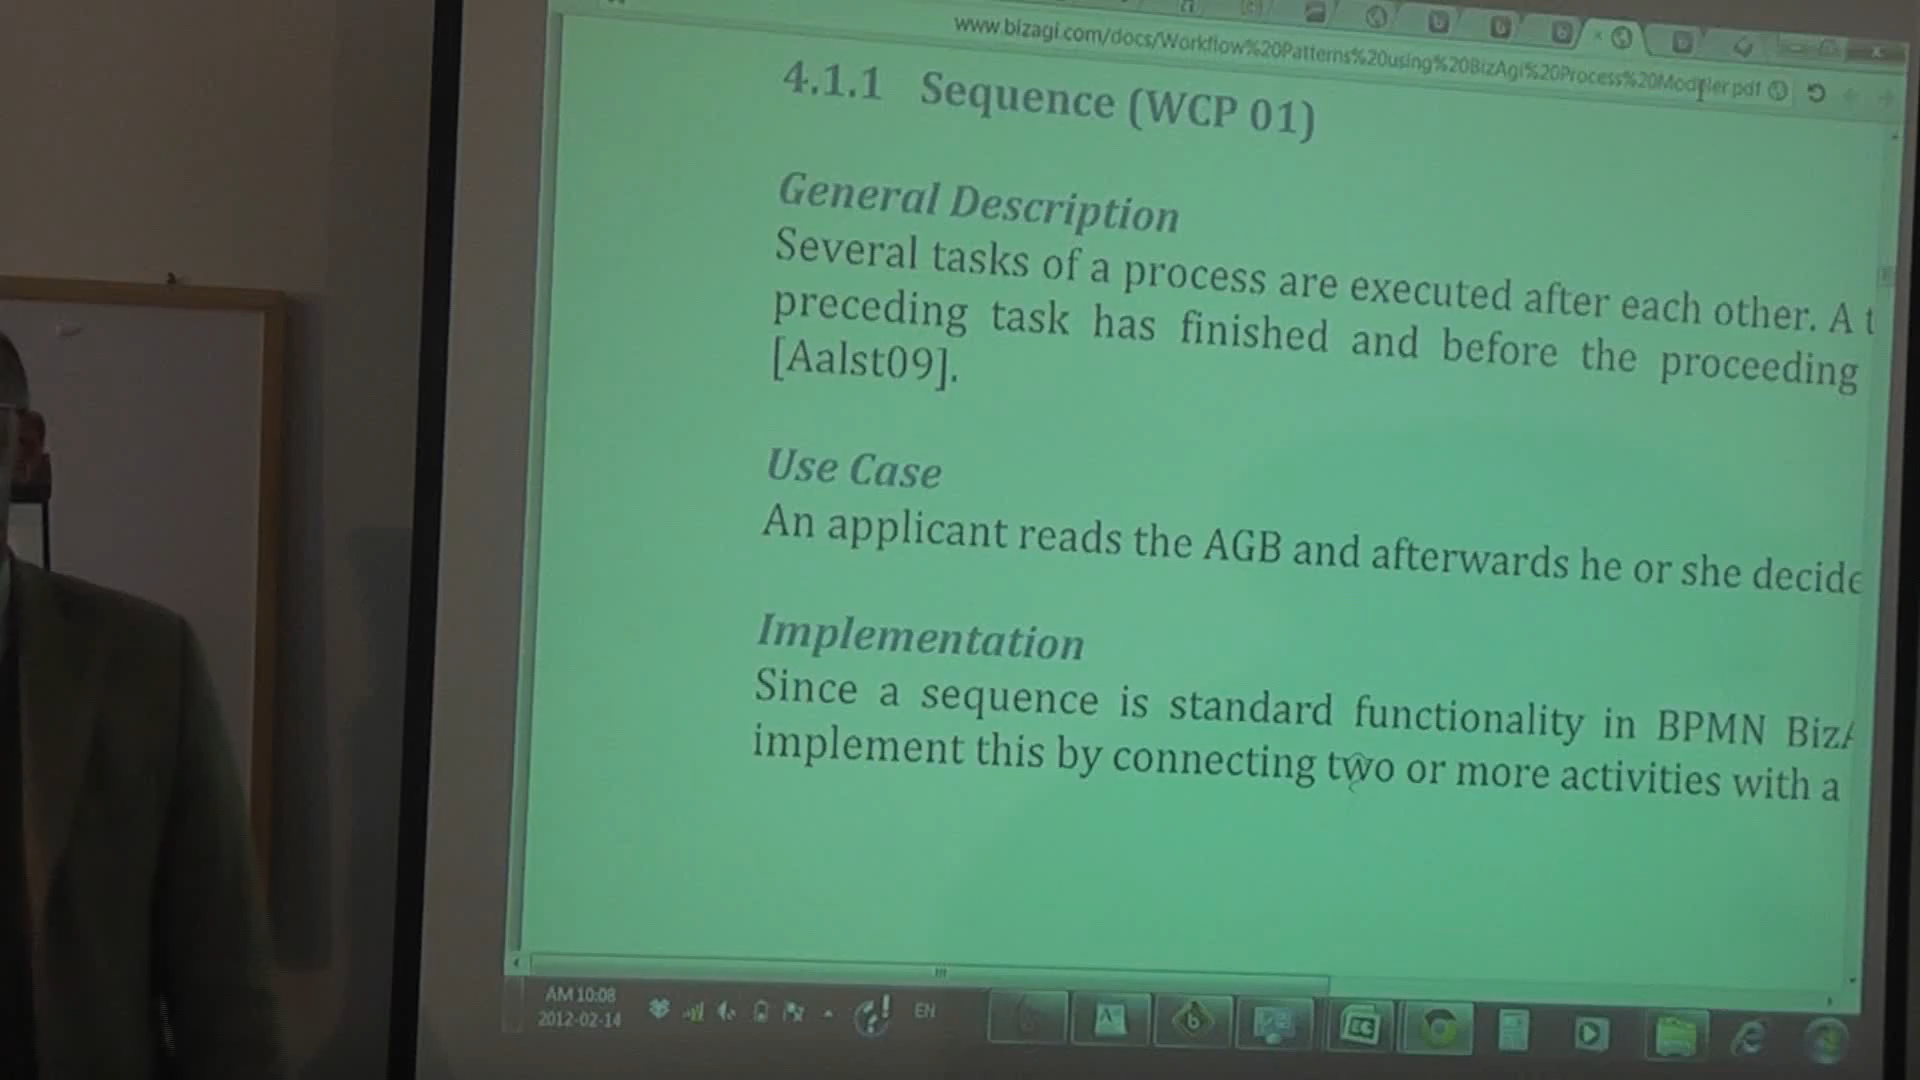 www.bizagi.com/docs/Workflow%20Patterns%20using%20BizAgi%20Process%20Modeler.pdf
4.1.1 Sequence (WCP 01)
General Description
Several tasks of a process are executed after each other. A t
preceding task has finished and before the proceeding
[Aalst09].
Use Case
An applicant reads the AGB and afterwards he or she decide
Implementation
Since a sequence is standard functionality in BPMN BizA
implement this by connecting two or more activities with a
AM 10:08
2012-02-14
EN